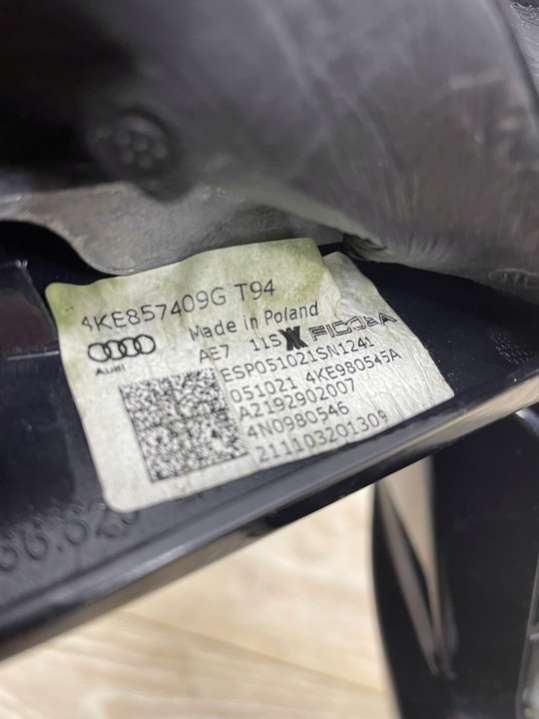 4KE857409G T94
Made in Poland
Audi
AE7 11S FICOSA
ESP051021SN1241
051021 4KE980545A
A2192902007
4N0980546
211103201309